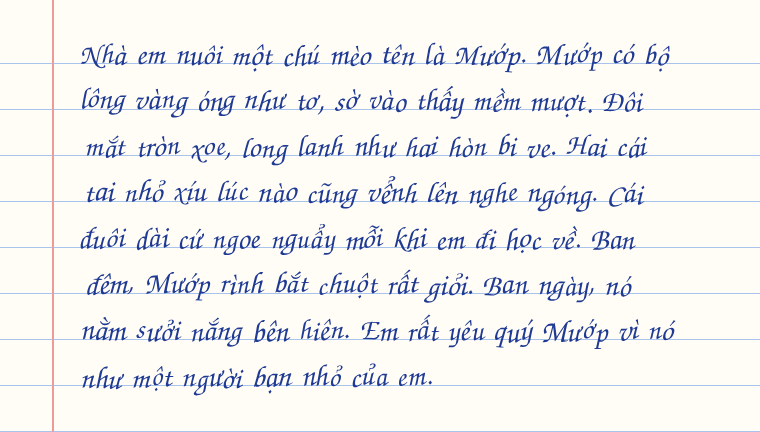 Nhà em nuôi một chú mèo tên là Mướp. Mướp có bộ
lông vàng óng như tơ, sờ vào thấy mềm mượt. Đôi
mắt tròn xoe, long lanh như hai hòn bi ve. Hai cái
tai nhỏ xíu lúc nào cũng vểnh lên nghe ngóng. Cái
đuôi dài cứ ngoe nguẩy mỗi khi em đi học về. Ban
đêm, Mướp rình bắt chuột rất giỏi. Ban ngày, nó
nằm sưởi nắng bên hiên. Em rất yêu quý Mướp vì nó
như một người bạn nhỏ của em.